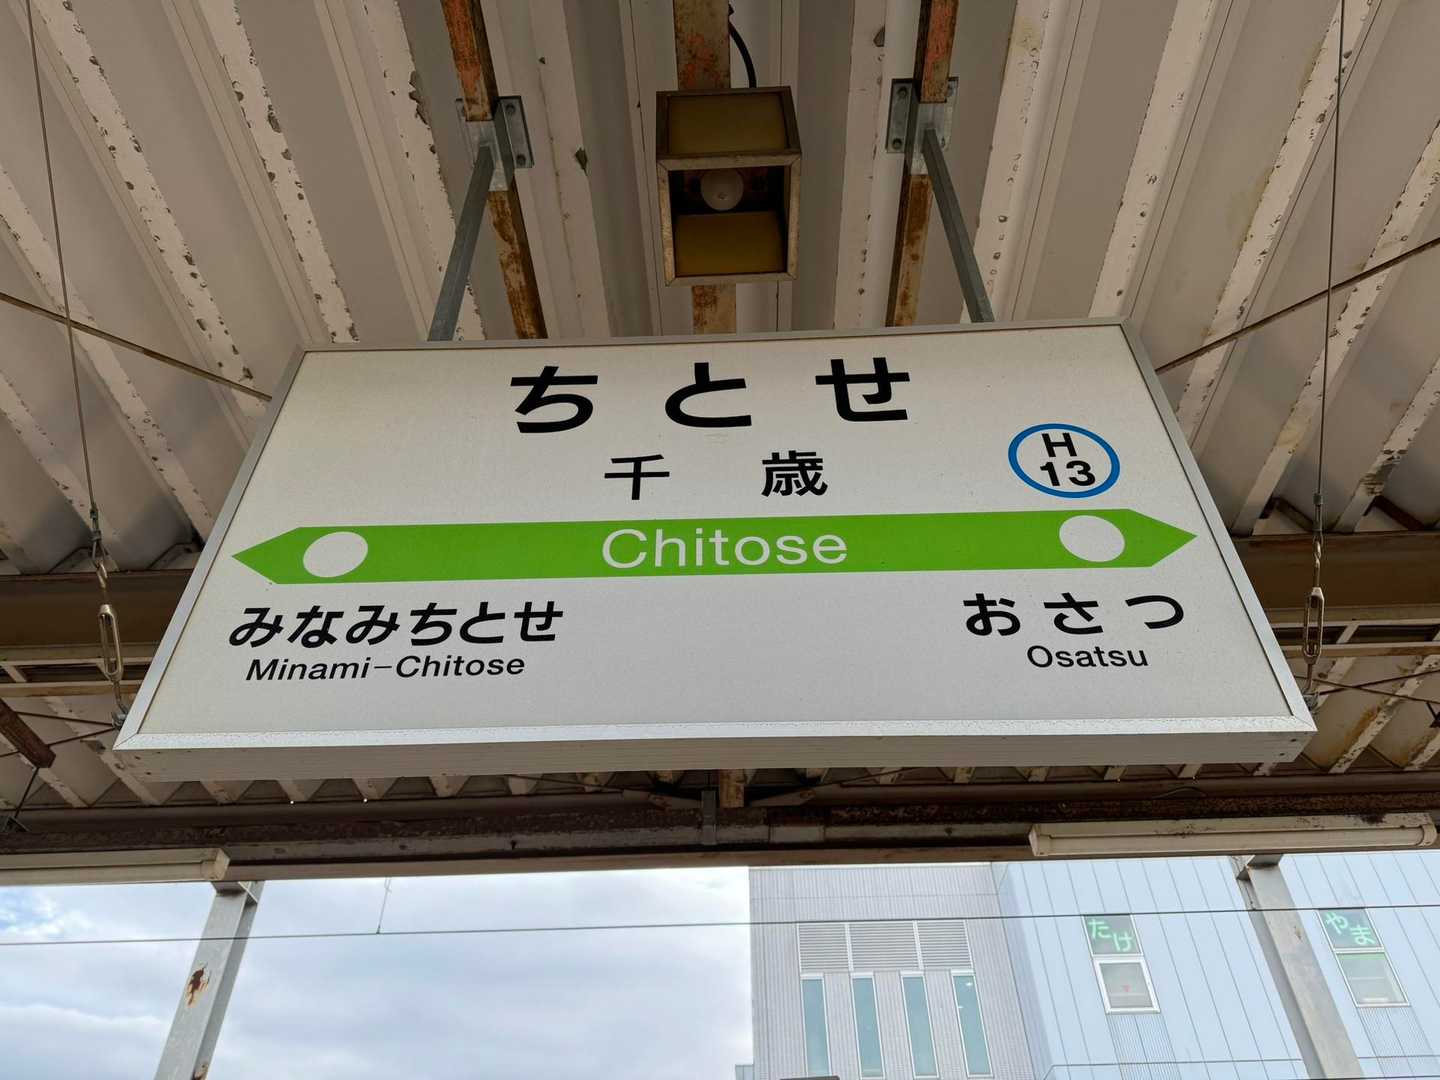 ちとせ
千歳
H
13
Chitose
みなみちとせ
Minami-Chitose
おさつ
Osatsu
たけ
やま